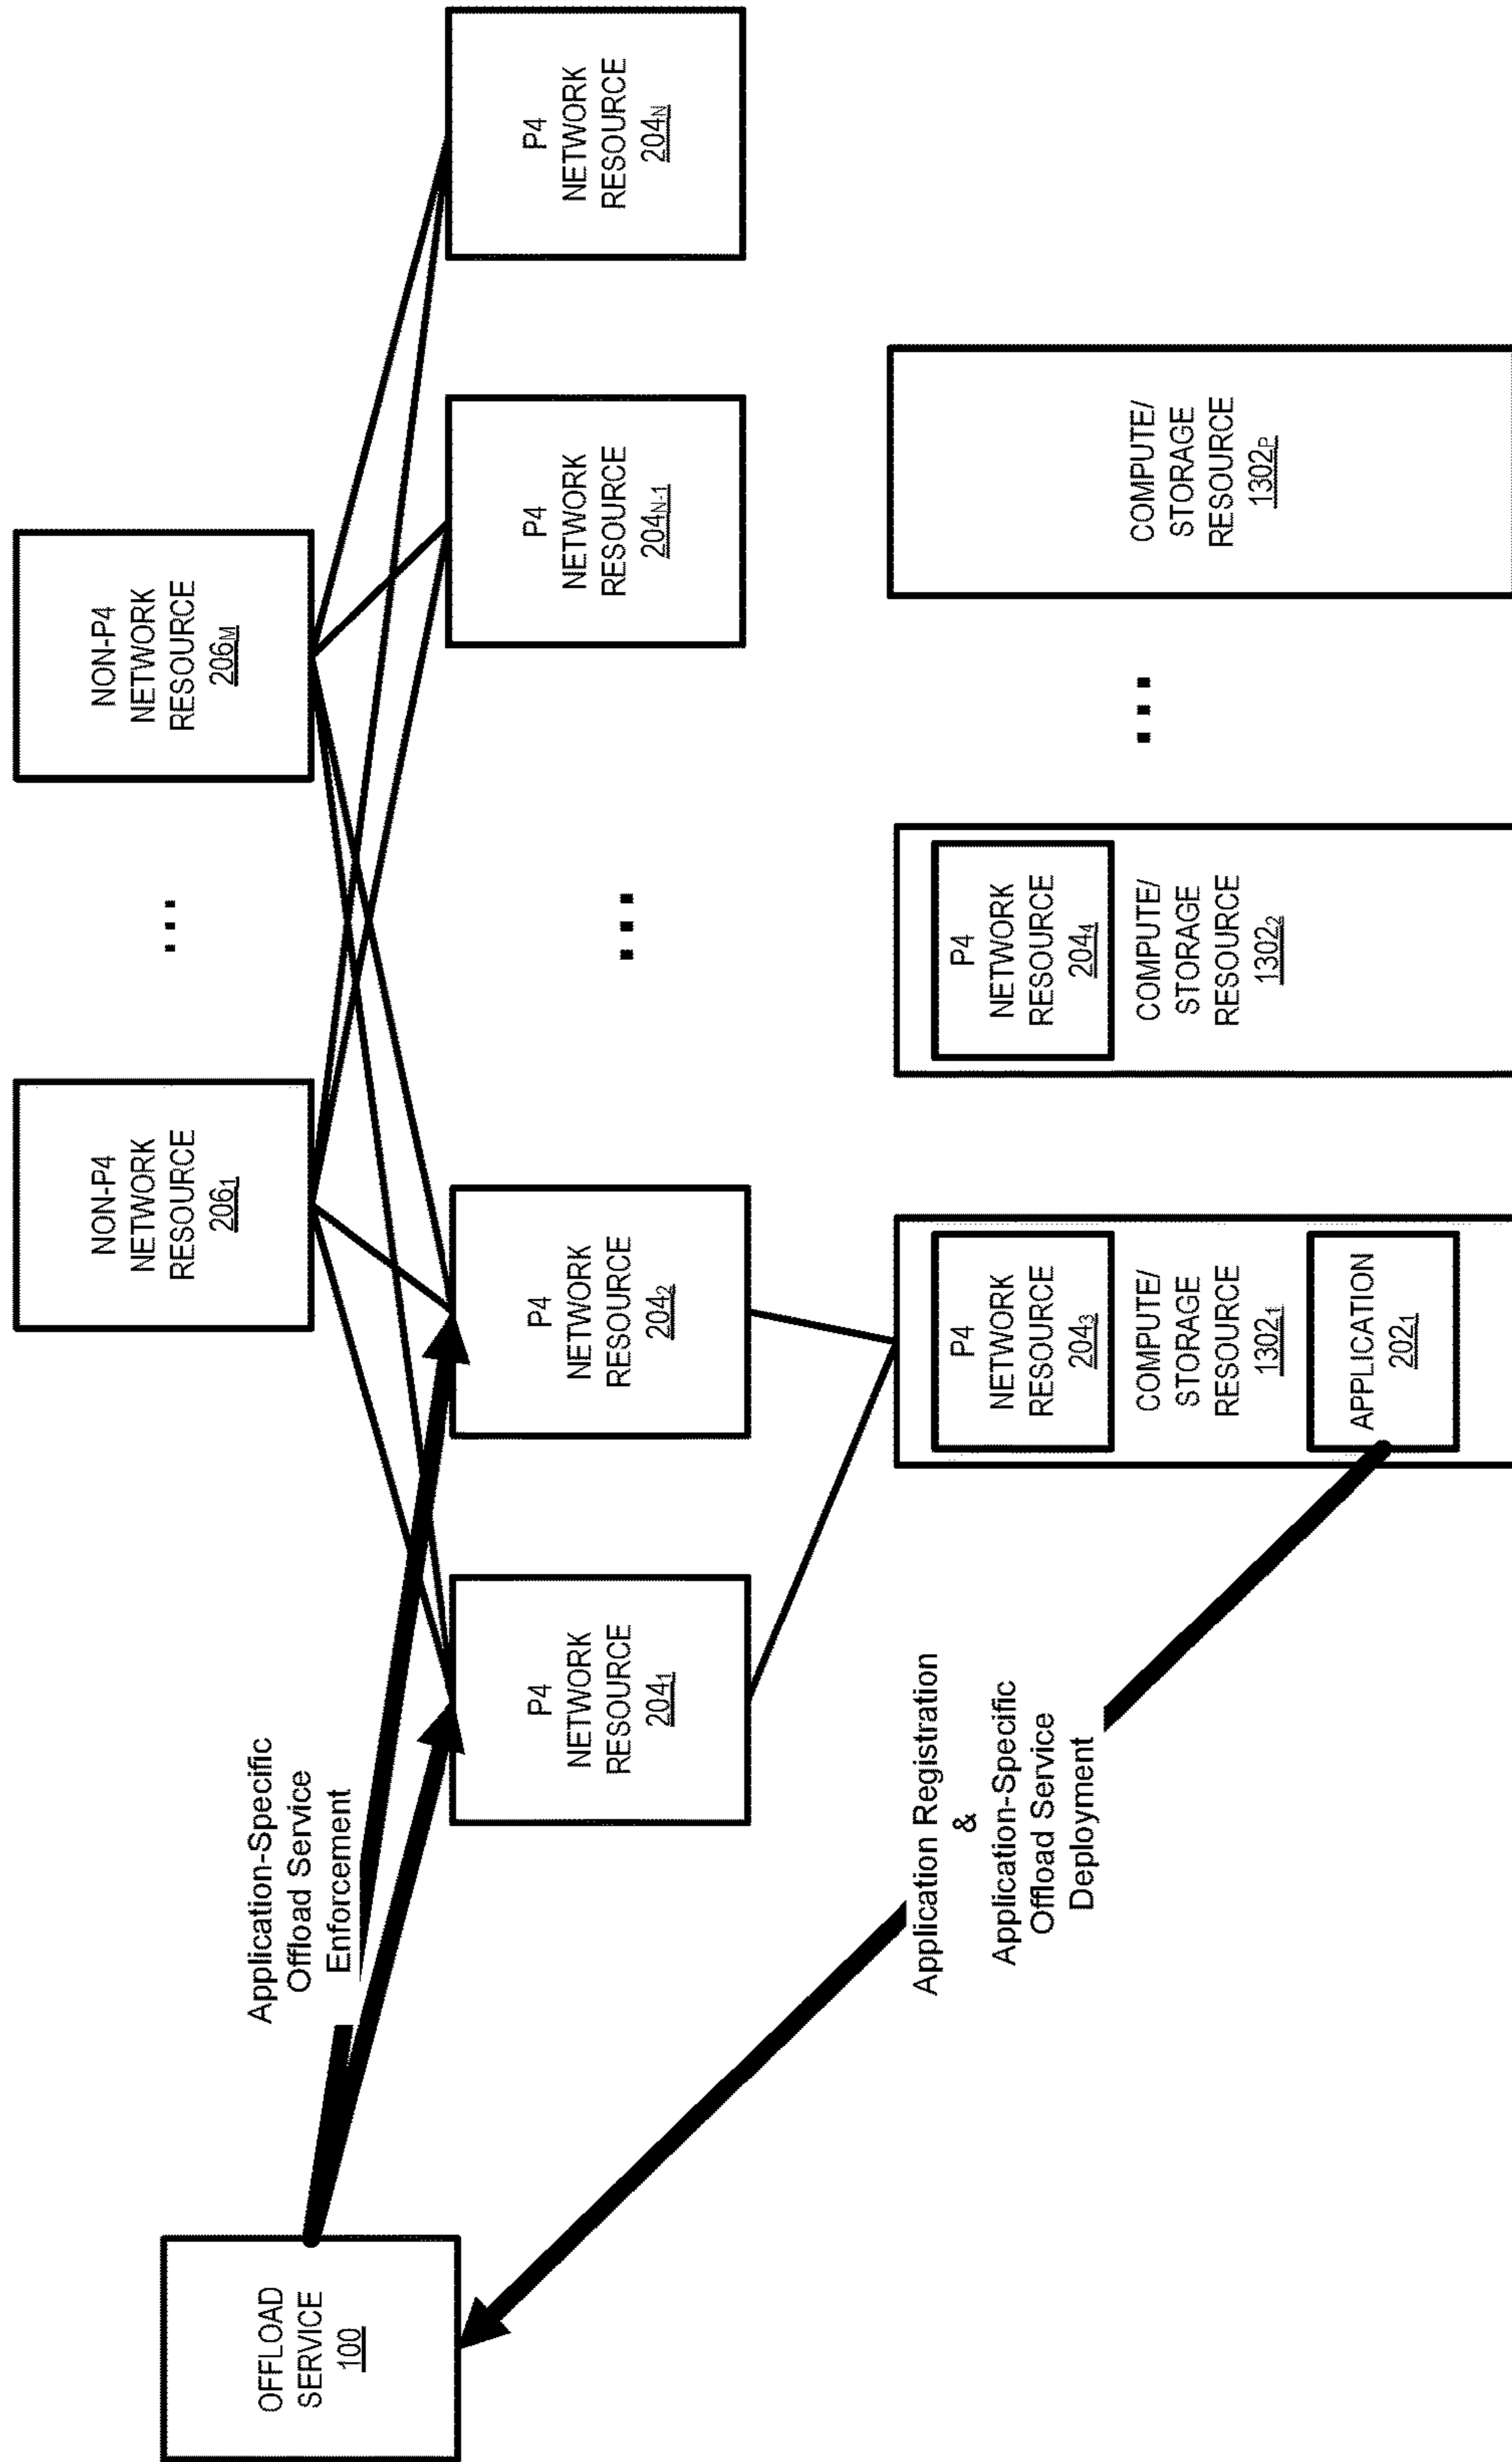 OFFLOAD
SERVICE
100
Application-Specific
Offload Service
Enforcement
NON-P4
NETWORK
RESOURCE
206₁
...
NON-P4
NETWORK
RESOURCE
206M
P4
NETWORK
RESOURCE
204₁
P4
NETWORK
RESOURCE
204₂
...
P4
NETWORK
RESOURCE
204N-1
P4
NETWORK
RESOURCE
204N
Application Registration
&
Application-Specific
Offload Service
Deployment
P4
NETWORK
RESOURCE
204₃
COMPUTE/
STORAGE
RESOURCE
1302₁
APPLICATION
202₁
P4
NETWORK
RESOURCE
204₄
COMPUTE/
STORAGE
RESOURCE
1302₂
...
COMPUTE/
STORAGE
RESOURCE
1302P